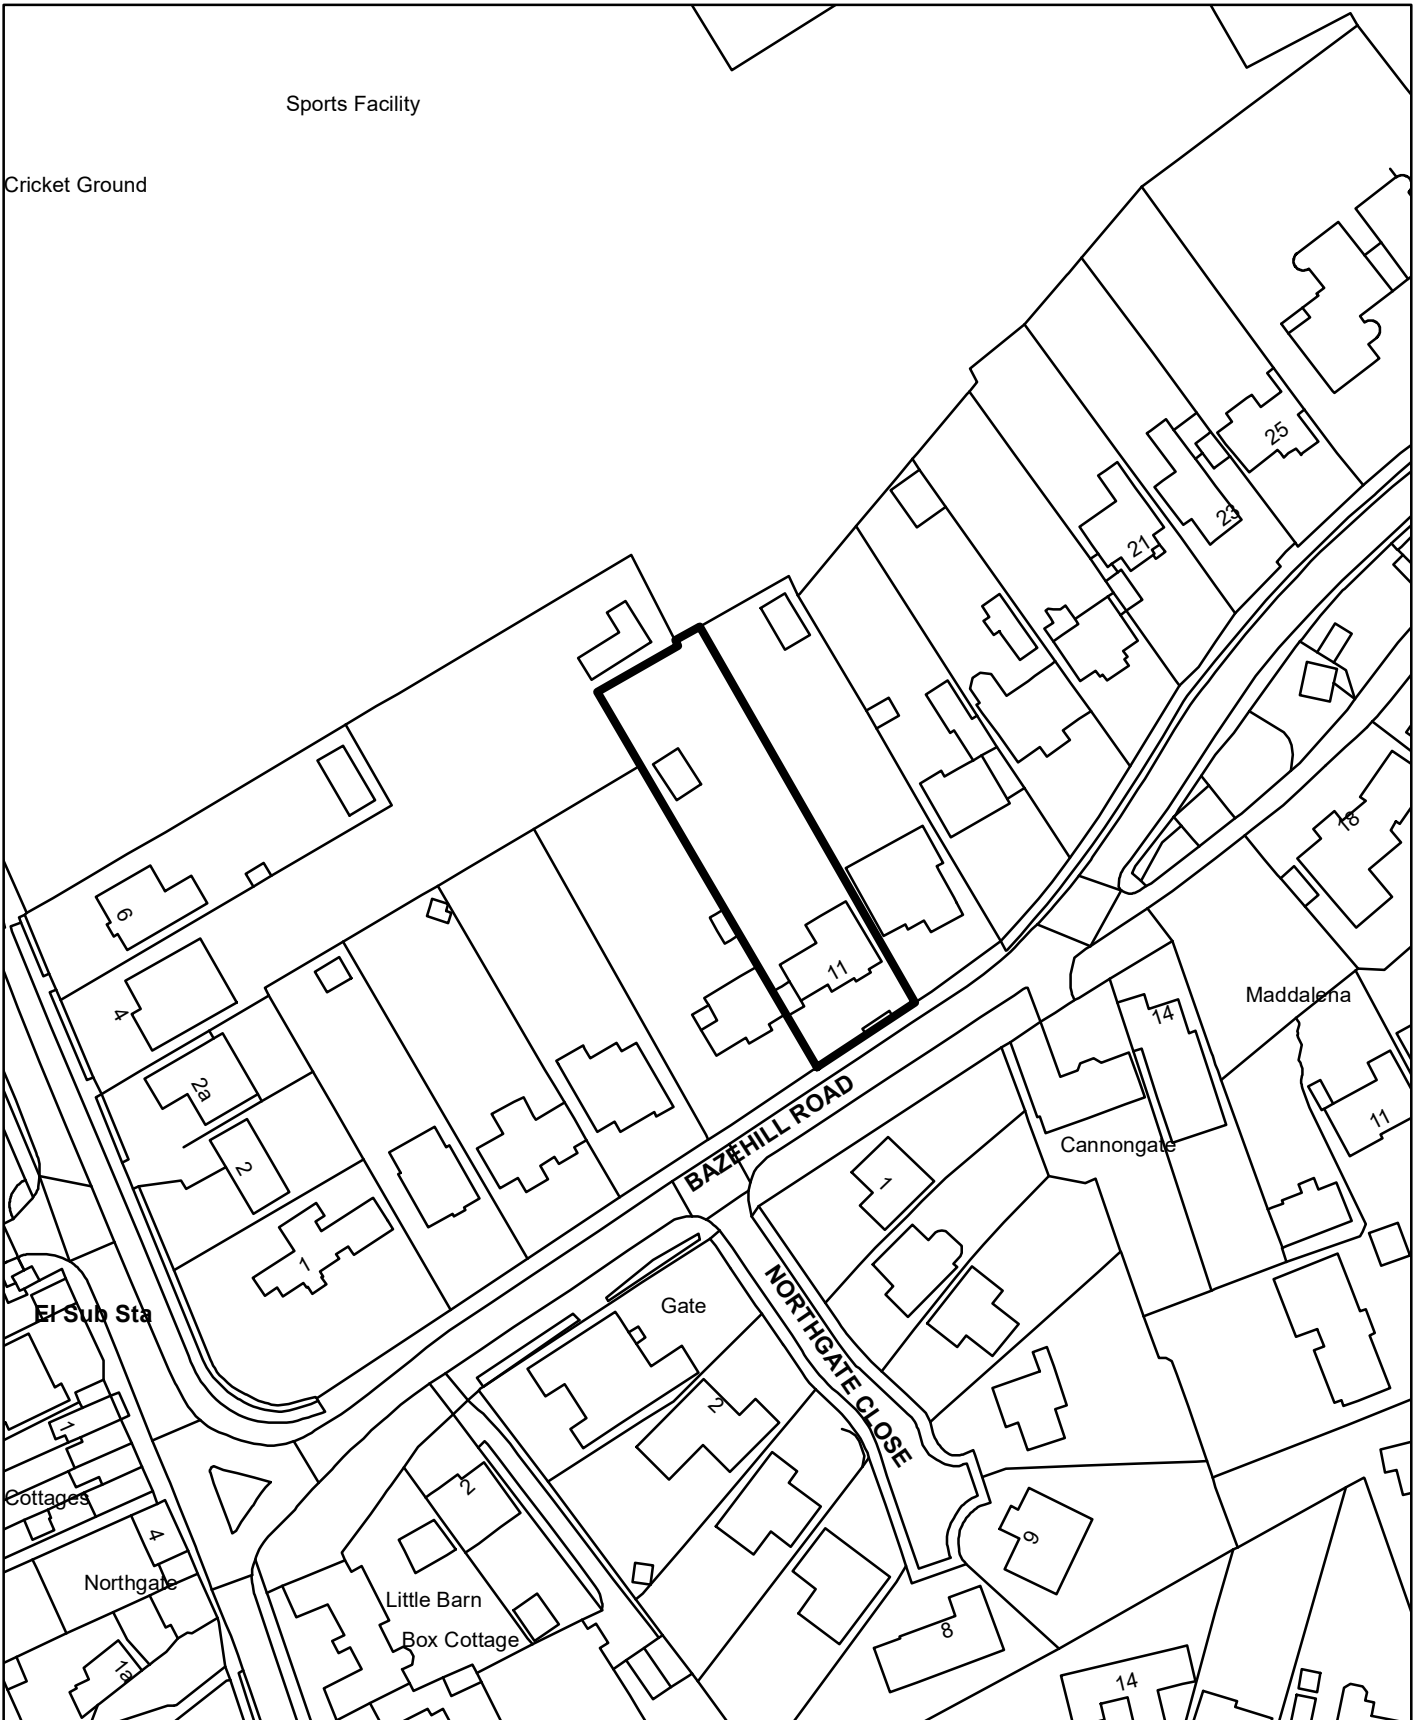 Sports Facility
Cricket Ground
25
23
21
18
6
4
11
Maddalena
14
2a
11
Cannongate
2
BAZEHILL ROAD
1
1
El Sub Sta
Gate
NORTHGATE CLOSE
2
1
2
Cottages
4
9
Northgate
Little Barn
Box Cottage
8
1a
14